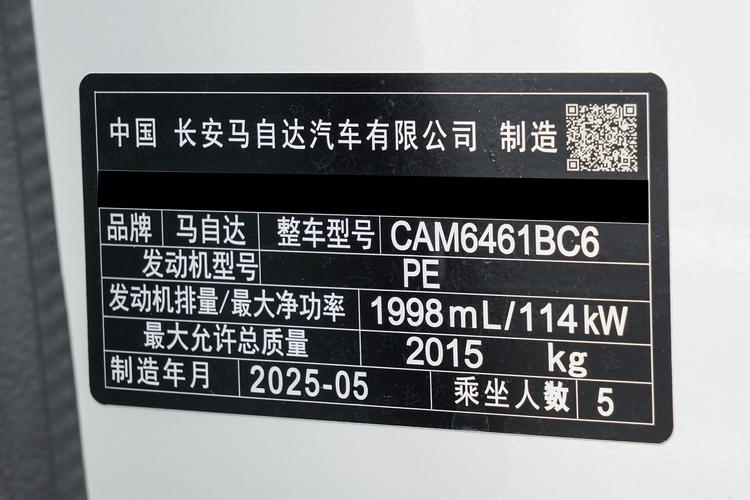 中国 长安马自达汽车有限公司 制造
品牌 马自达 整车型号 CAM6461BC6
发动机型号 PE
发动机排量/最大净功率 1998mL/114kW
最大允许总质量 2015 kg
制造年月 2025-05 乘坐人数 5